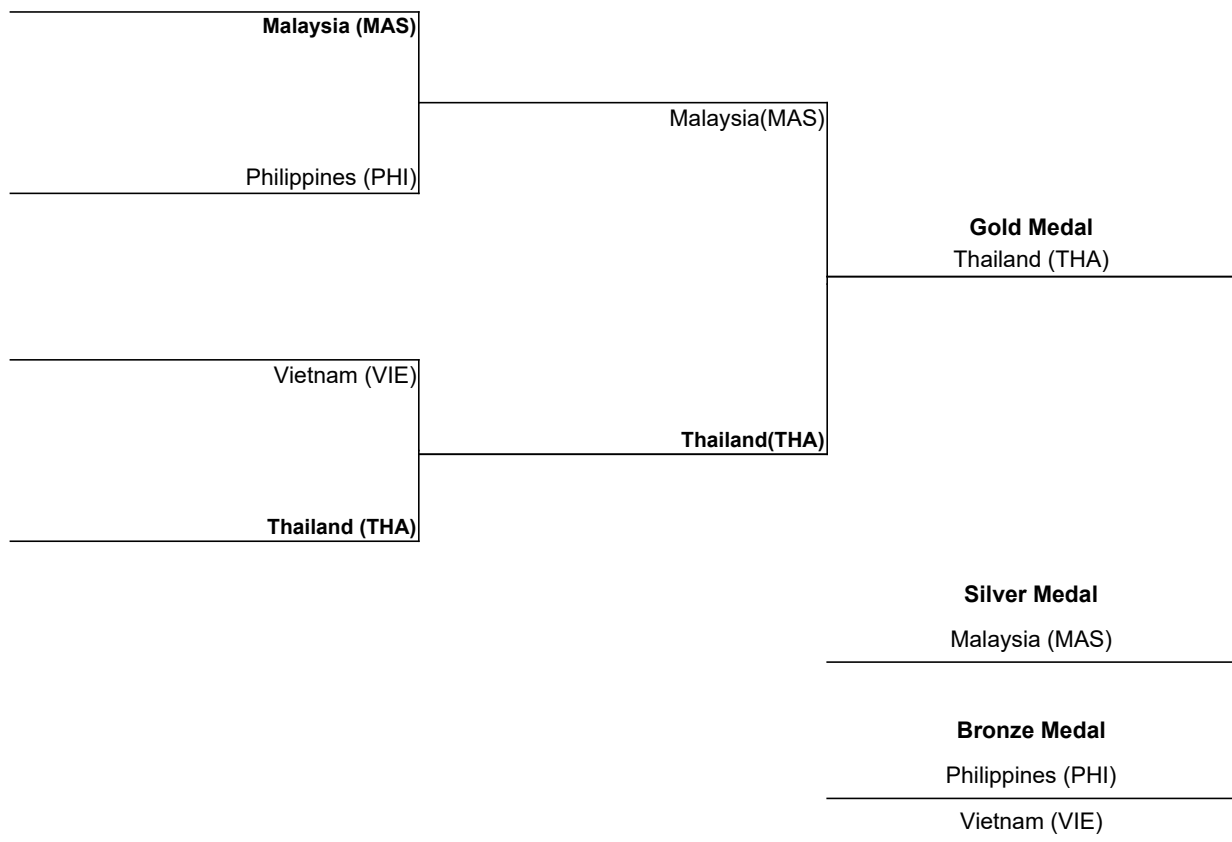 Malaysia (MAS)
Malaysia(MAS)
Philippines (PHI)
Gold Medal
Thailand (THA)
Vietnam (VIE)
Thailand(THA)
Thailand (THA)
Silver Medal
Malaysia (MAS)
Bronze Medal
Philippines (PHI)
Vietnam (VIE)